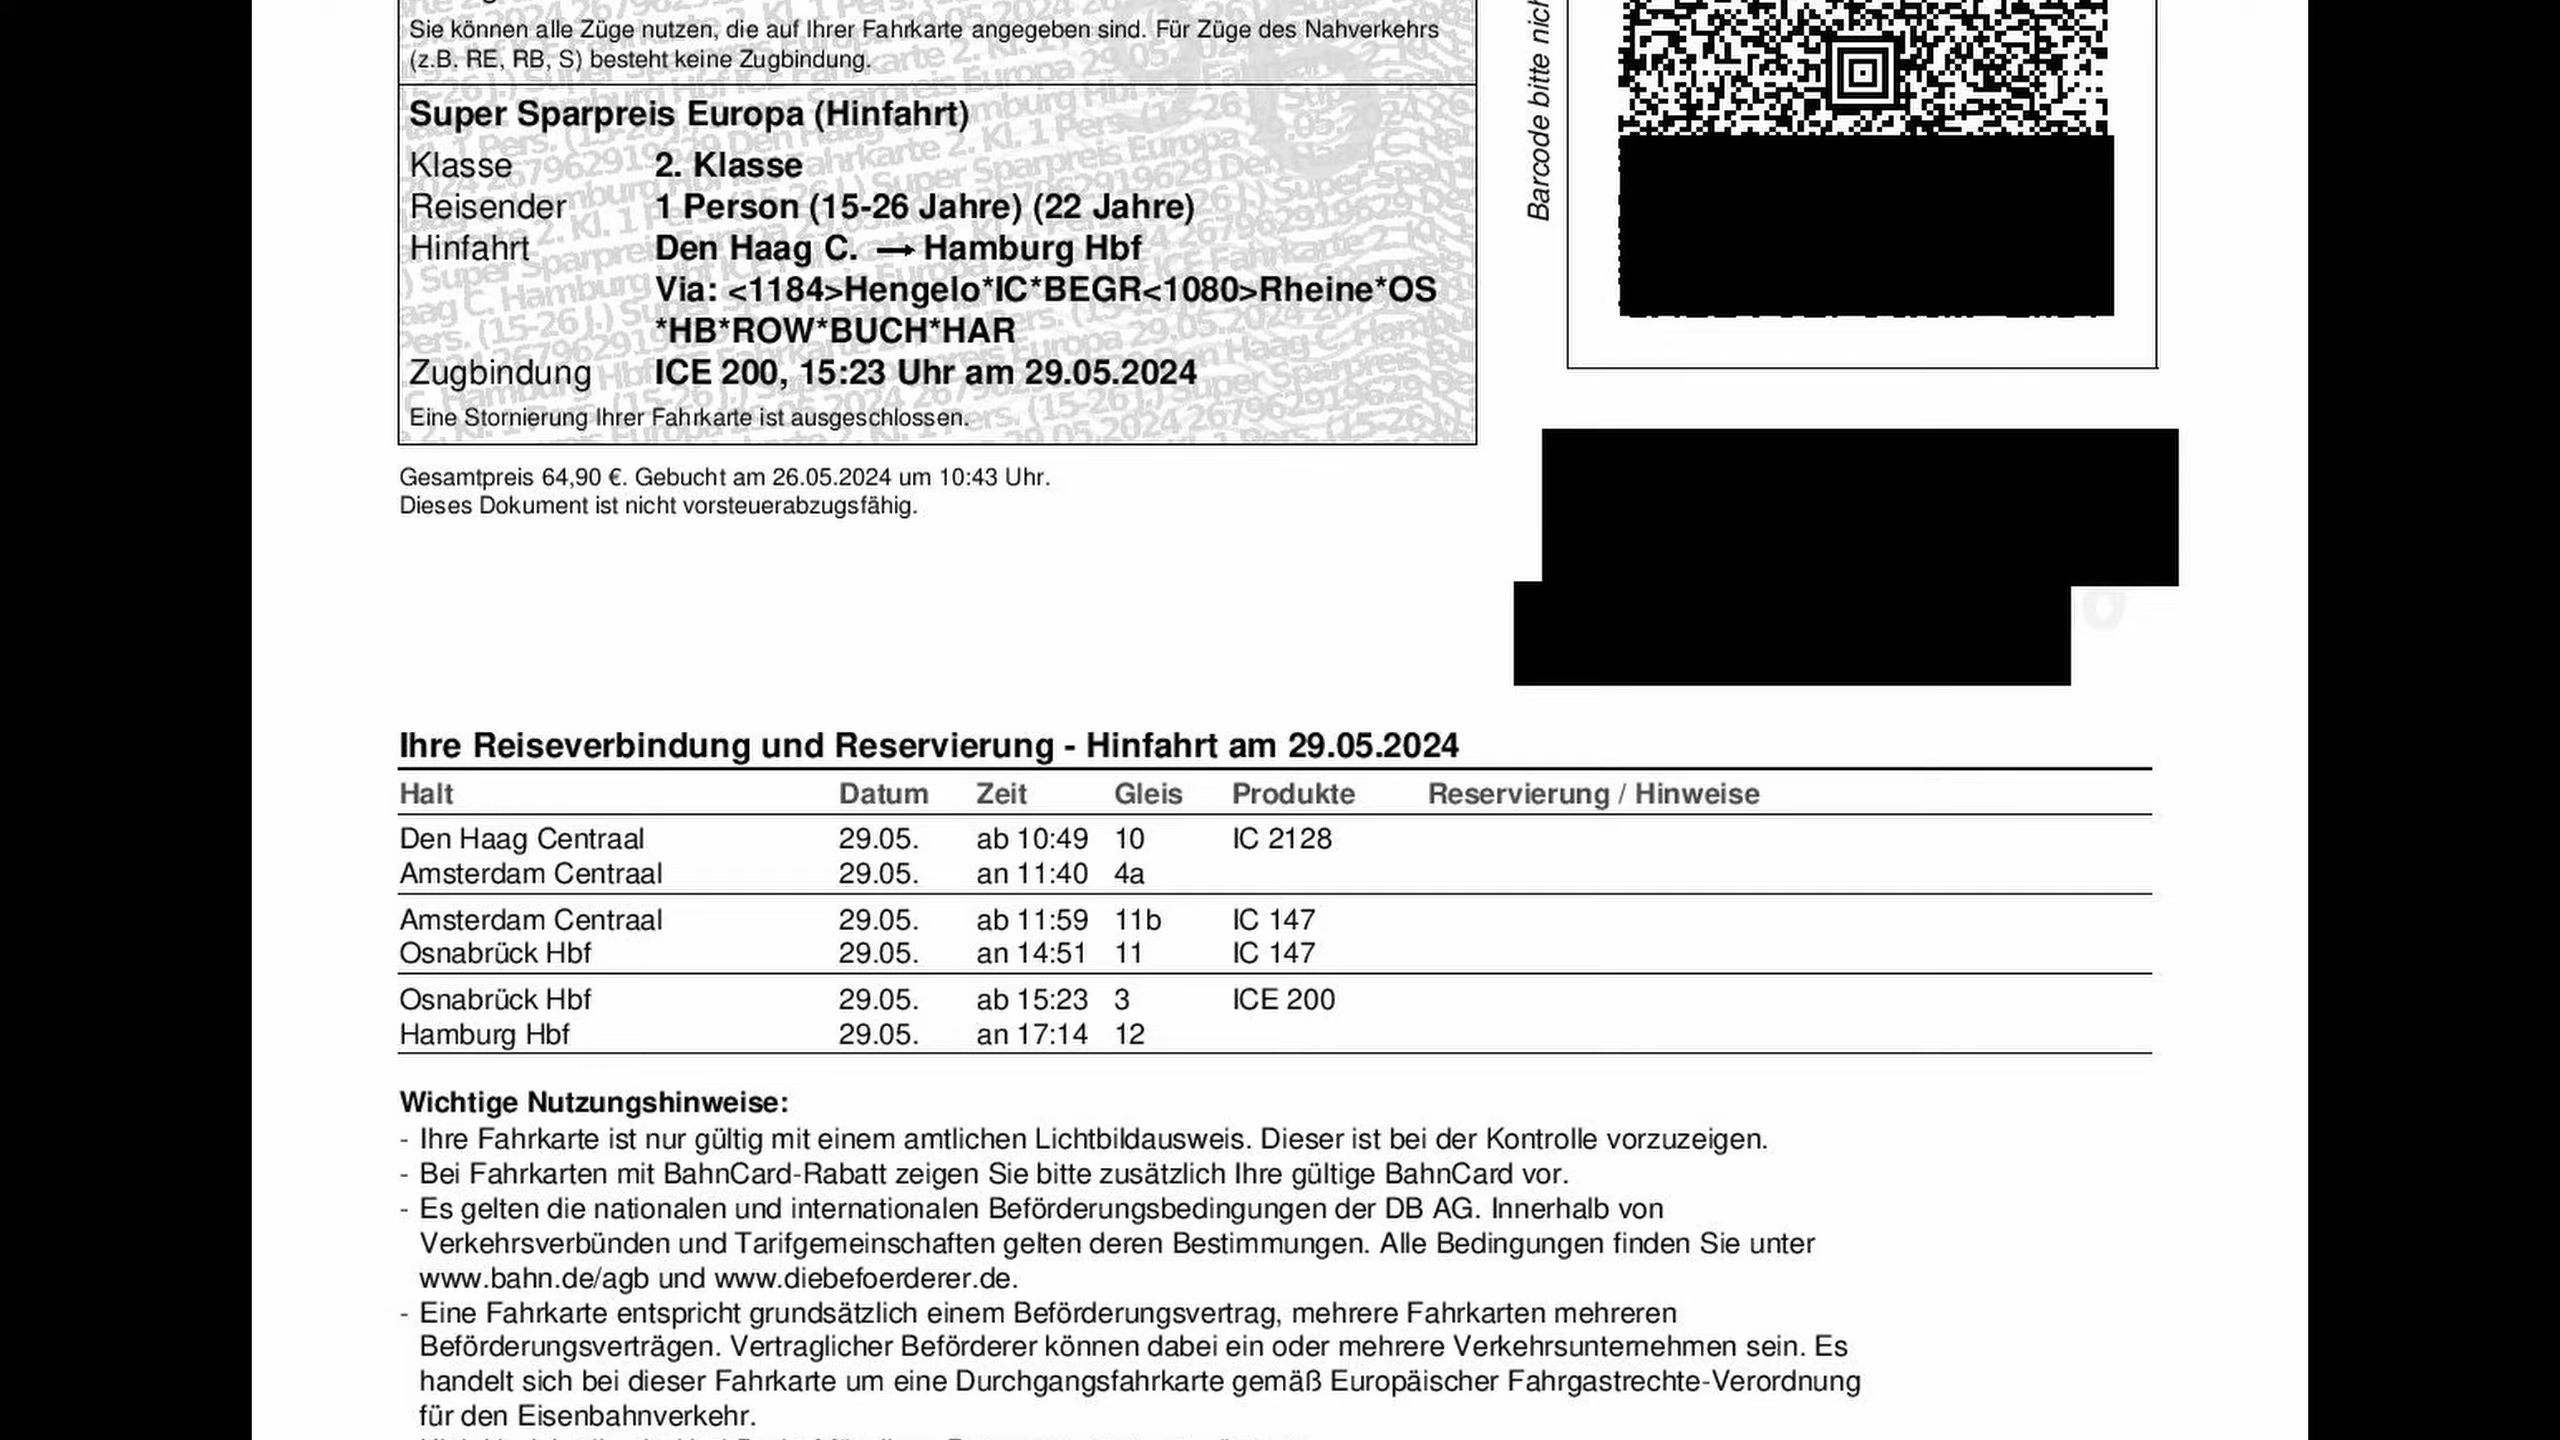 Sie können alle Züge nutzen, die auf Ihrer Fahrkarte angegeben sind. Für Züge des Nahverkehrs
(z.B. RE, RB, S) besteht keine Zugbindung.
Super Sparpreis Europa (Hinfahrt)
Klasse 2. Klasse
Reisender 1 Person (15-26 Jahre) (22 Jahre)
Hinfahrt Den Haag C. → Hamburg Hbf
Via: <1184>Hengelo*IC*BEGR<1080>Rheine*OS
*HB*ROW*BUCH*HAR
Zugbindung ICE 200, 15:23 Uhr am 29.05.2024
Eine Stornierung Ihrer Fahrkarte ist ausgeschlossen.
Barcode bitte
Gesamtpreis 64,90 €. Gebucht am 26.05.2024 um 10:43 Uhr.
Dieses Dokument ist nicht vorsteuerabzugsfähig.
Ihre Reiseverbindung und Reservierung - Hinfahrt am 29.05.2024
Halt Datum Zeit Gleis Produkte Reservierung / Hinweise
Den Haag Centraal 29.05. ab 10:49 10 IC 2128
Amsterdam Centraal 29.05. an 11:40 4a
Amsterdam Centraal 29.05. ab 11:59 11b IC 147
Osnabrück Hbf 29.05. an 14:51 11 IC 147
Osnabrück Hbf 29.05. ab 15:23 3 ICE 200
Hamburg Hbf 29.05. an 17:14 12
Wichtige Nutzungshinweise:
- Ihre Fahrkarte ist nur gültig mit einem amtlichen Lichtbildausweis. Dieser ist bei der Kontrolle vorzuzeigen.
- Bei Fahrkarten mit BahnCard-Rabatt zeigen Sie bitte zusätzlich Ihre gültige BahnCard vor.
- Es gelten die nationalen und internationalen Beförderungsbedingungen der DB AG. Innerhalb von
Verkehrsverbünden und Tarifgemeinschaften gelten deren Bestimmungen. Alle Bedingungen finden Sie unter
www.bahn.de/agb und www.diebefoerderer.de.
- Eine Fahrkarte entspricht grundsätzlich einem Beförderungsvertrag, mehrere Fahrkarten mehreren
Beförderungsverträgen. Vertraglicher Beförderer können dabei ein oder mehrere Verkehrsunternehmen sein. Es
handelt sich bei dieser Fahrkarte um eine Durchgangsfahrkarte gemäß Europäischer Fahrgastrechte-Verordnung
für den Eisenbahnverkehr.